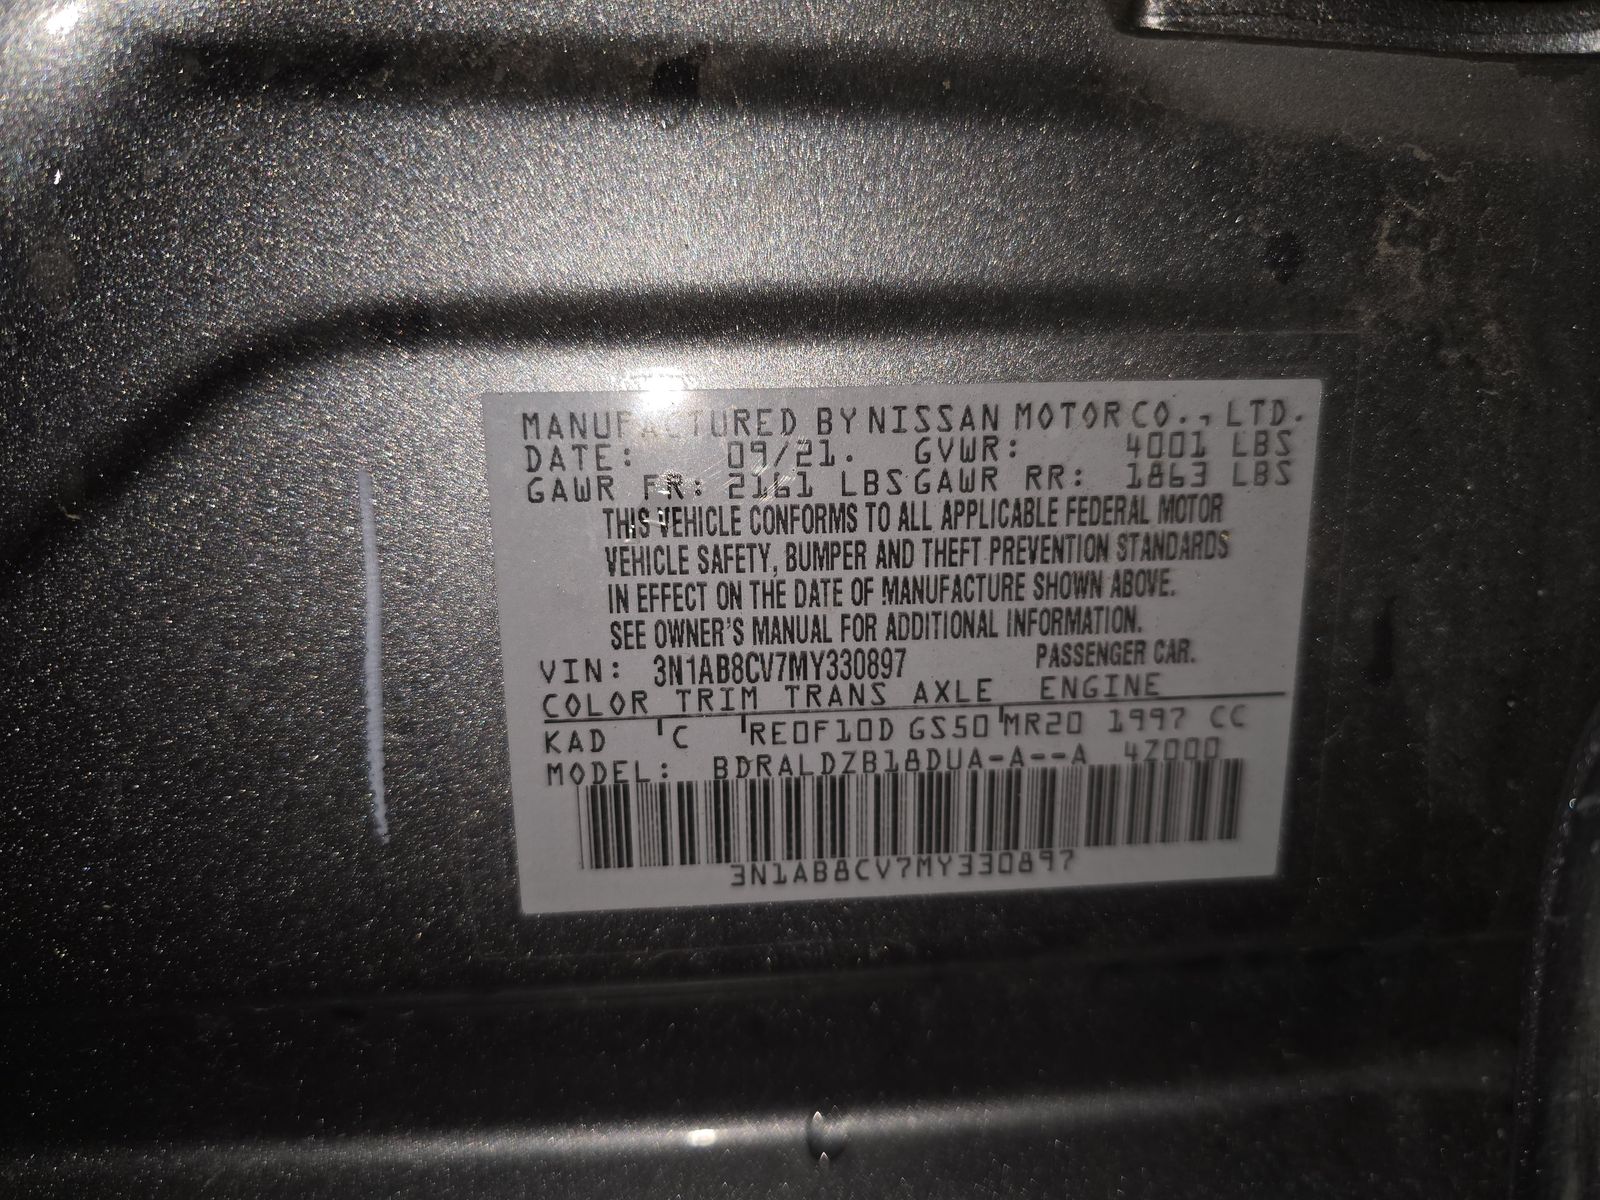 MANUFACTURED BY NISSAN MOTOR CO., LTD.
DATE: 09/21. GVWR: 4001 LBS
GAWR FR: 2161 LBS GAWR RR: 1863 LBS
THIS VEHICLE CONFORMS TO ALL APPLICABLE FEDERAL MOTOR
VEHICLE SAFETY, BUMPER AND THEFT PREVENTION STANDARDS
IN EFFECT ON THE DATE OF MANUFACTURE SHOWN ABOVE.
SEE OWNER'S MANUAL FOR ADDITIONAL INFORMATION.
VIN: 3N1AB8CV7MY330897 PASSENGER CAR.
COLOR TRIM TRANS AXLE ENGINE
KAD C RE0F10D GS50 MR20 1997 CC
MODEL: BDRALDZB18DUA-A--A 4Z000
3N1AB8CV7MY330897